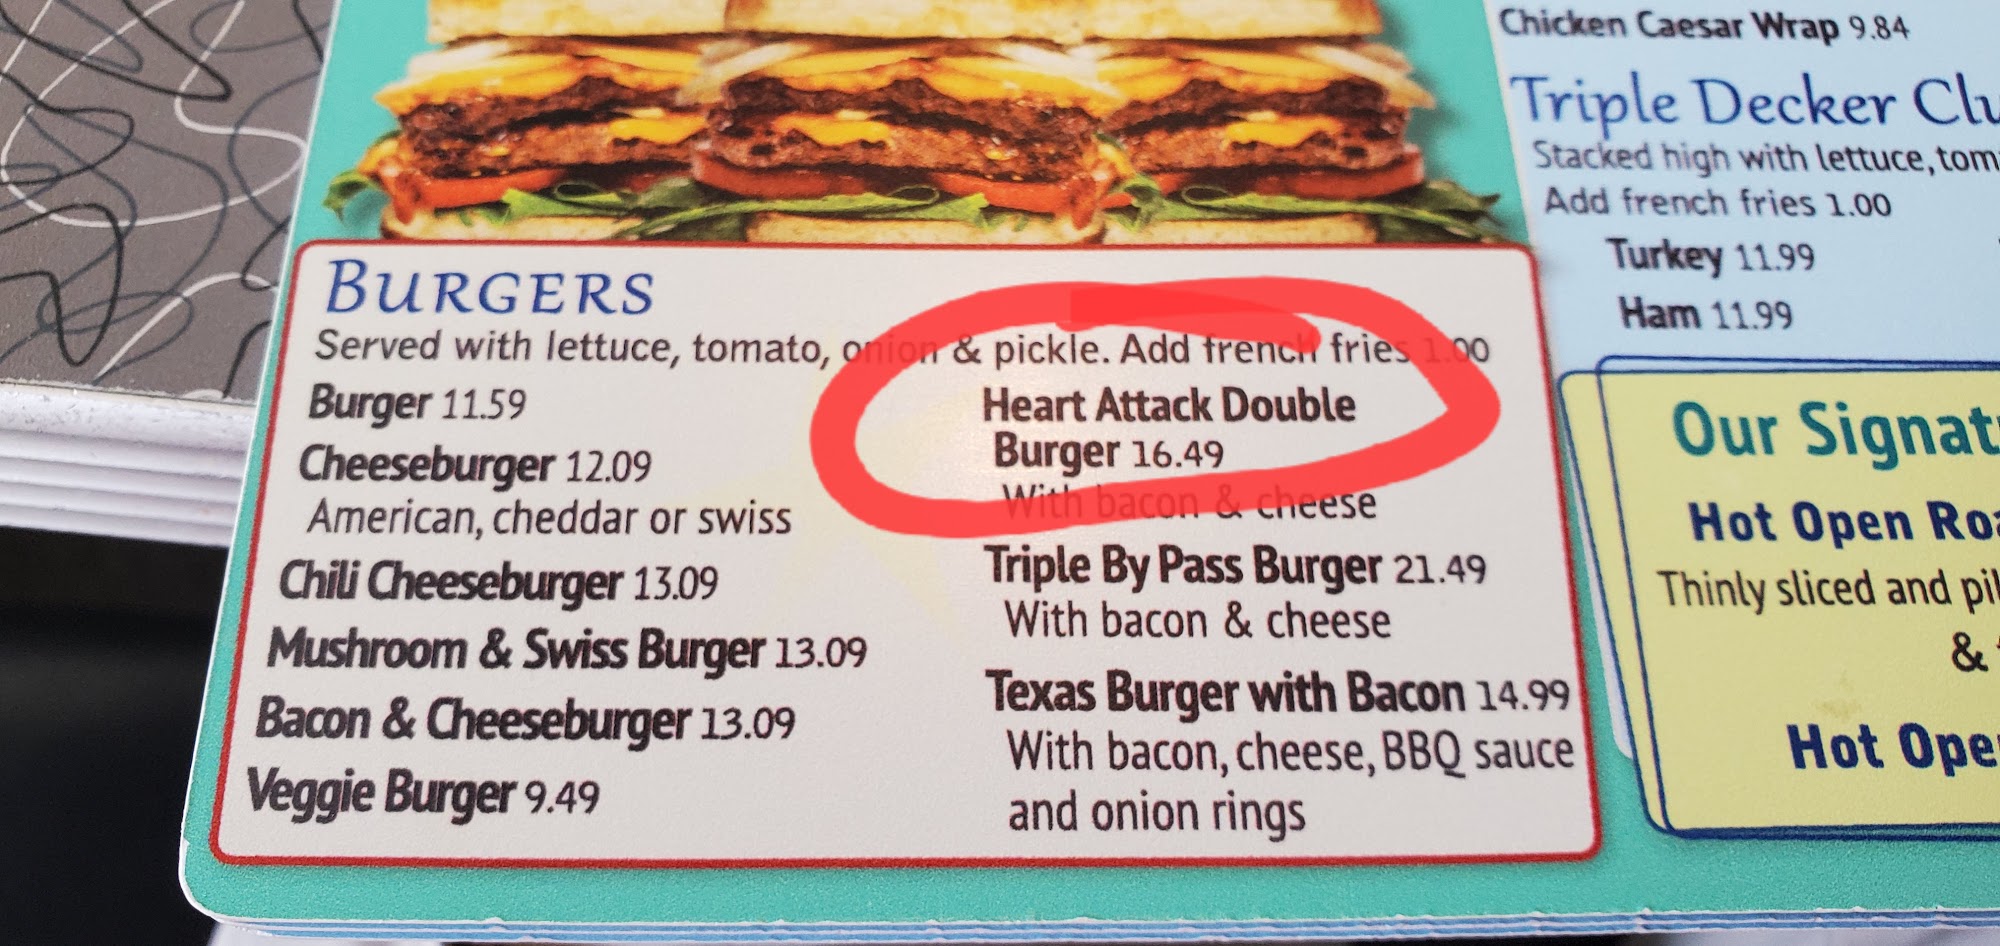 Chicken Caesar Wrap 9.84
Triple Decker
Stacked high with lettuce,
Add french fries 1.00
Turkey 11.99
Ham 11.99
BURGERS
Served with lettuce, tomato, onion & pickle. Add french fries 1.00
Burger 11.59
Cheeseburger 12.09
American, cheddar or swiss
Chili Cheeseburger 13.09
Mushroom & Swiss Burger 13.09
Bacon & Cheeseburger 13.09
Veggie Burger 9.49
Heart Attack Double
Burger 16.49
With bacon & cheese
Triple By Pass Burger 21.49
With bacon & cheese
Texas Burger with Bacon 14.99
With bacon, cheese, BBQ sauce
and onion rings
Our
Hot Open
Thinly sliced and
&
Hot